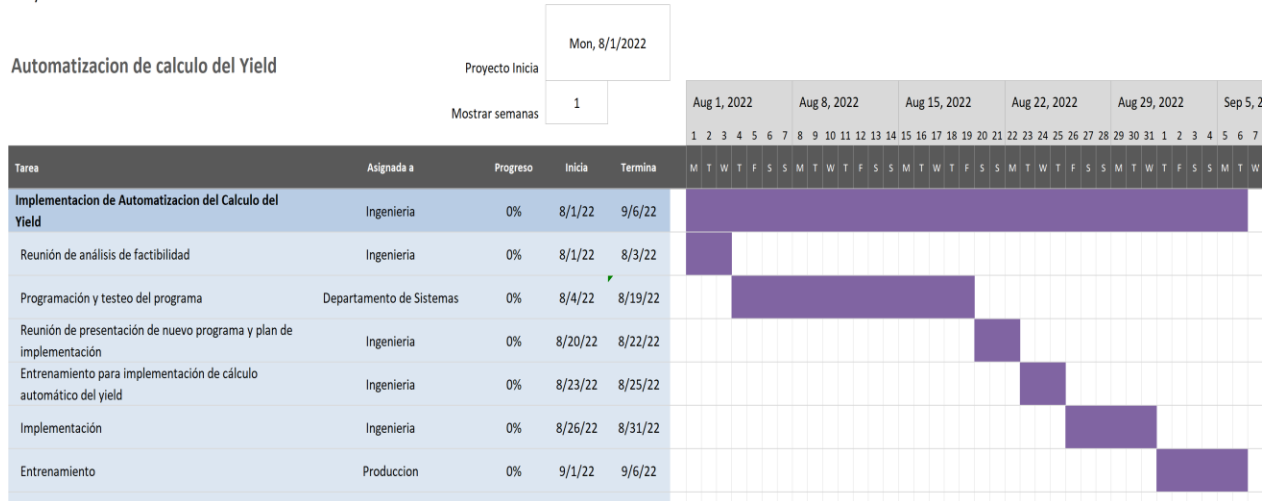 Automatizacion de calculo del Yield
Proyecto Inicia
Mon, 8/1/2022
Mostrar semanas
1
Aug 1, 2022 Aug 8, 2022 Aug 15, 2022 Aug 22, 2022 Aug 29, 2022 Sep 5, 2
1 2 3 4 5 6 7 8 9 10 11 12 13 14 15 16 17 18 19 20 21 22 23 24 25 26 27 28 29 30 31 1 2 3 4 5 6 7
Tarea Asignada a Progreso Inicia Termina M T W T F S S M T W T F S S M T W T F S S M T W T F S S M T W T F S S M T W
Implementacion de Automatizacion del Calculo del
Yield
Ingenieria 0% 8/1/22 9/6/22
Reunión de análisis de factibilidad Ingenieria 0% 8/1/22 8/3/22
Programación y testeo del programa Departamento de Sistemas 0% 8/4/22 8/19/22
Reunión de presentación de nuevo programa y plan de
implementación
Ingenieria 0% 8/20/22 8/22/22
Entrenamiento para implementación de cálculo
automático del yield
Ingenieria 0% 8/23/22 8/25/22
Implementación Ingenieria 0% 8/26/22 8/31/22
Entrenamiento Produccion 0% 9/1/22 9/6/22